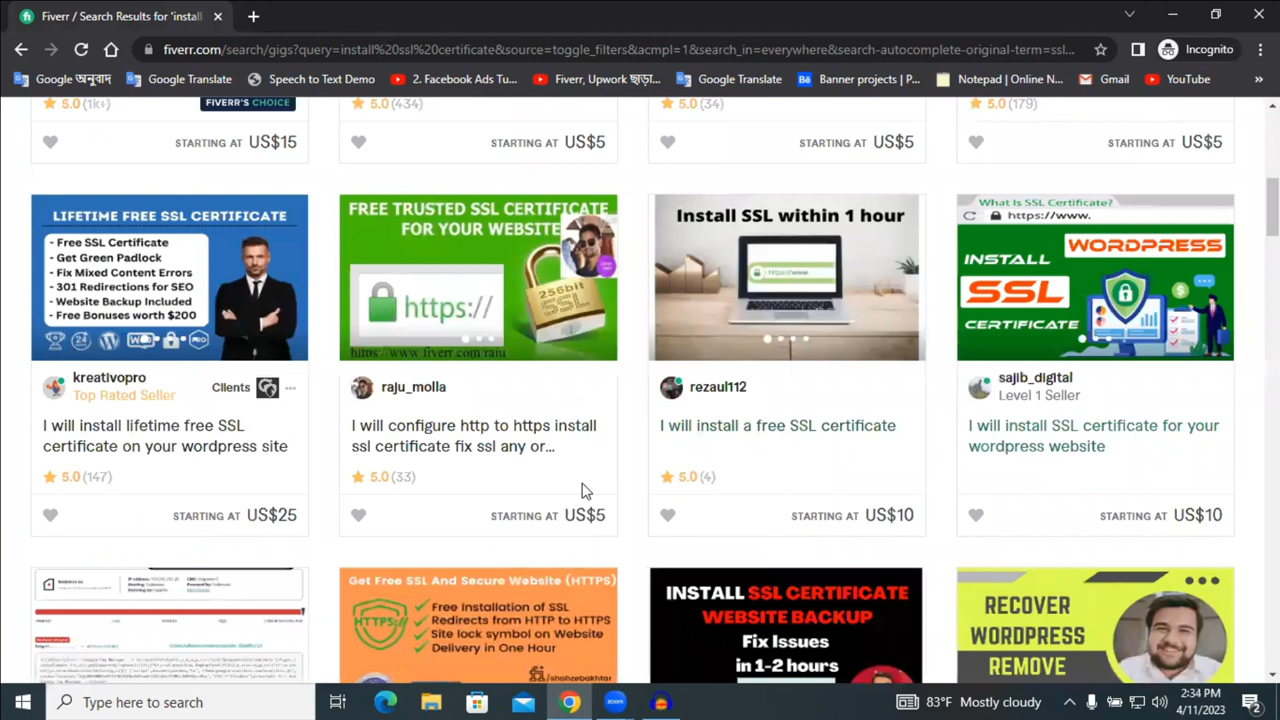 Fiverr / Search Results for 'install
fiverr.com/search/gigs?query=install%20ssl%20certificate&source=toggle_filters&acmpl=1&search_in=everywhere&search-autocomplete-original-term=ssl...
Incognito
Google অনুবাদ
Google Translate
Speech to Text Demo
2. Facebook Ads Tu...
Fiverr, Upwork ছাড়া...
Google Translate
Banner projects | P...
Notepad | Online N...
Gmail
YouTube
5.0 (1k+)
FIVERR'S CHOICE
5.0 (434)
5.0 (34)
5.0 (179)
STARTING AT US$15
STARTING AT US$5
STARTING AT US$5
STARTING AT US$5
LIFETIME FREE SSL CERTIFICATE
- Free SSL Certificate
- Get Green Padlock
- Fix Mixed Content Errors
- 301 Redirections for SEO
- Website Backup Included
- Free Bonuses worth $200
kreativopro
Top Rated Seller
Clients
I will install lifetime free SSL
certificate on your wordpress site
5.0 (147)
STARTING AT US$25
FREE TRUSTED SSL CERTIFICATE
FOR YOUR WEBSITE
https://
256bit
raju_molla
I will configure http to https install
ssl certificate fix ssl any or...
5.0 (33)
STARTING AT US$5
Install SSL within 1 hour
rezaul112
I will install a free SSL certificate
5.0 (4)
STARTING AT US$10
What Is SSL Certificate?
https://www.
WORDPRESS
INSTALL
SSL
CERTIFICATE
sajib_digital
Level 1 Seller
I will install SSL certificate for your
wordpress website
STARTING AT US$10
Get Free SSL And Secure Website (HTTPS)
HTTPS:/
Free Installation of SSL
Redirects from HTTP to HTTPS
Site lock symbol on Website
Delivery in One Hour
/shahzebakhtar
INSTALL SSL CERTIFICATE
WEBSITE BACKUP
Fix Issues
in 1-2 hours
RECOVER
WORDPRESS
REMOVE
Type here to search
zoom
83°F Mostly cloudy
2:34 PM
4/11/2023
2